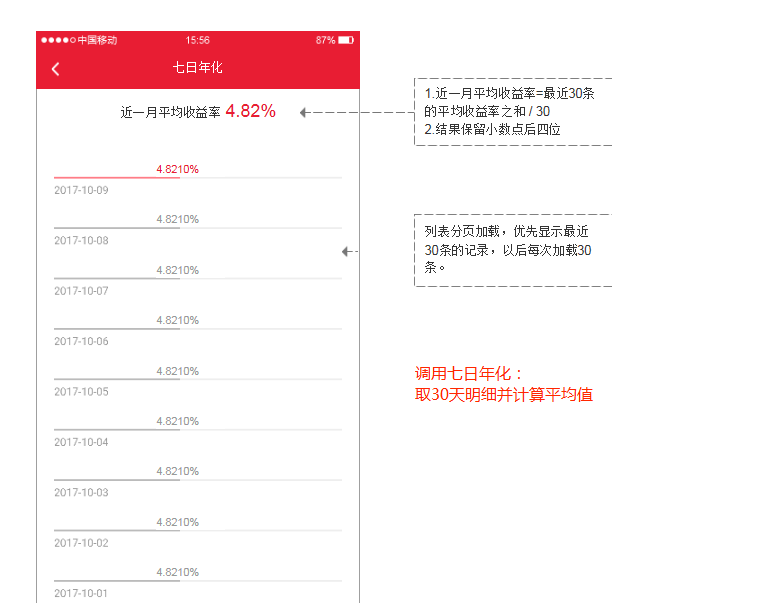 中国移动 15:56 87%
七日年化
近一月平均收益率 4.82%
4.8210%
2017-10-09
4.8210%
2017-10-08
4.8210%
2017-10-07
4.8210%
2017-10-06
4.8210%
2017-10-05
4.8210%
2017-10-04
4.8210%
2017-10-03
4.8210%
2017-10-02
4.8210%
2017-10-01
1.近一月平均收益率=最近30条
的平均收益率之和 / 30
2.结果保留小数点后四位
列表分页加载，优先显示最近
30条的记录，以后每次加载30
条。
调用七日年化：
取30天明细并计算平均值